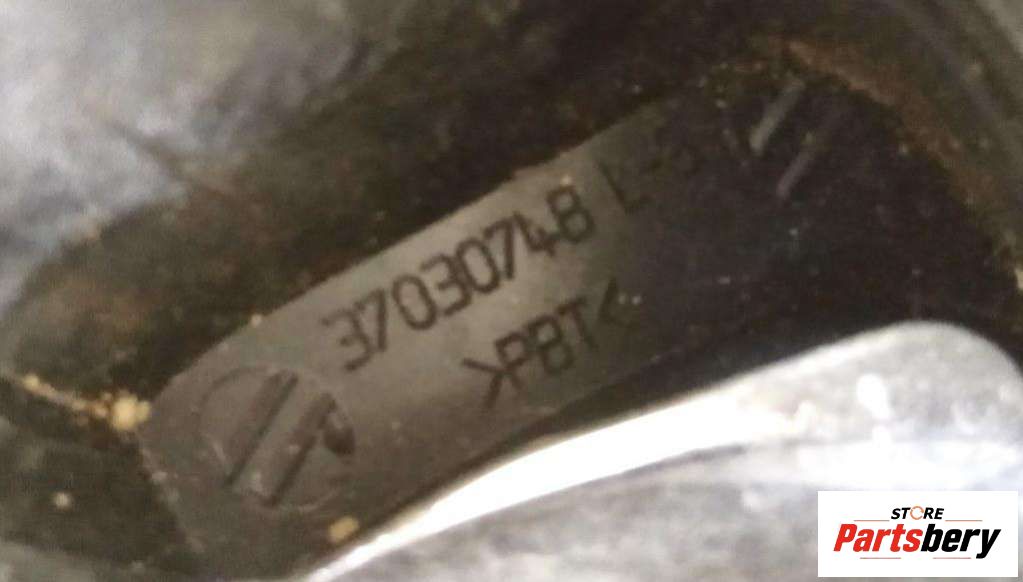 37030748 L
>PBT<
STORE
Partsbery